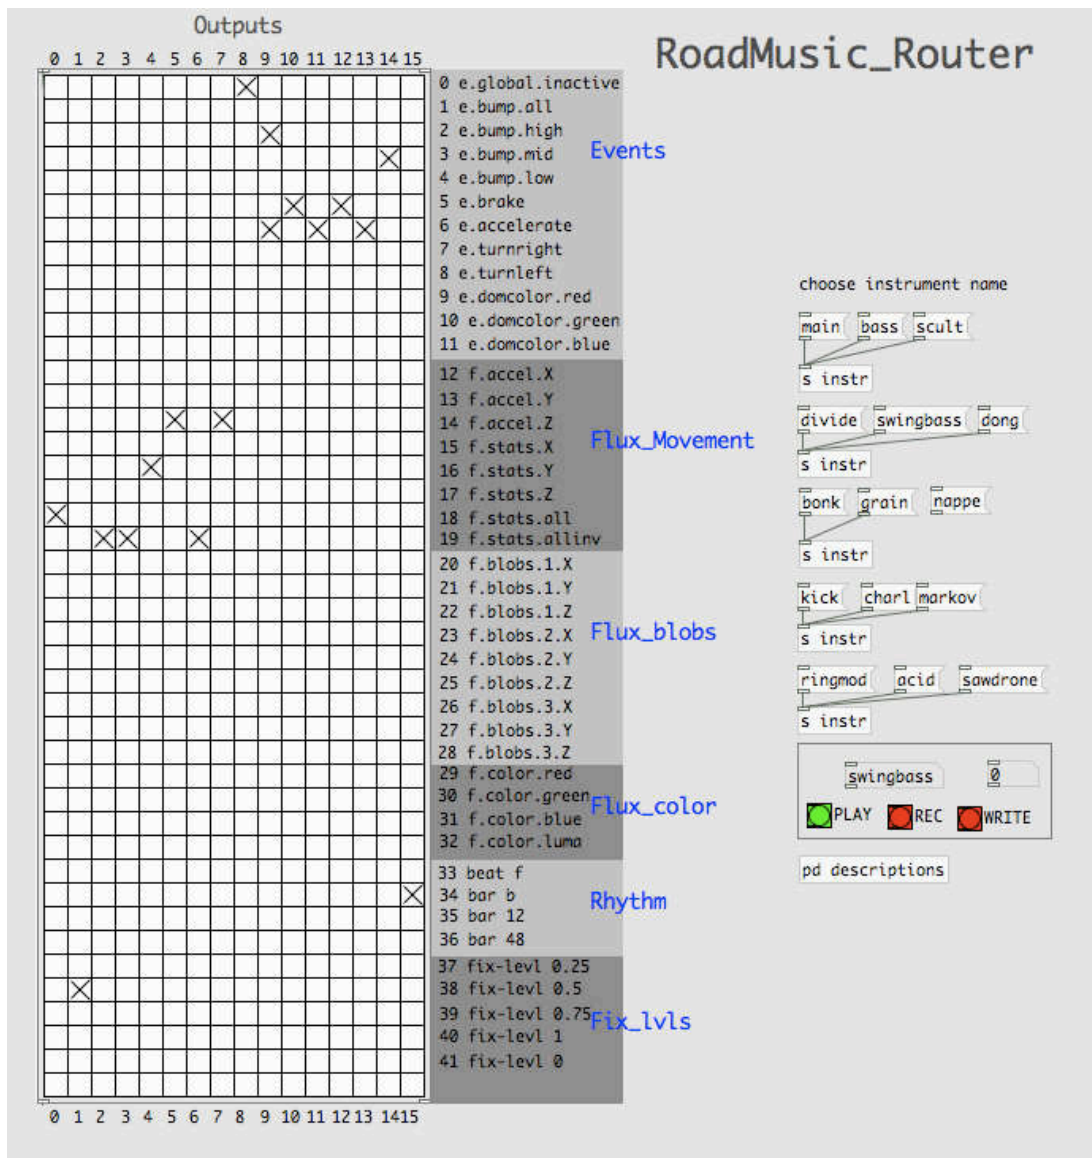 Outputs
RoadMusic_Router
0 1 2 3 4 5 6 7 8 9 10 11 12 13 14 15
0 e.global.inactive
1 e.bump.all
2 e.bump.high
3 e.bump.mid
4 e.bump.low
5 e.brake
6 e.accelerate
7 e.turnright
8 e.turnleft
9 e.domcolor.red
10 e.domcolor.green
11 e.domcolor.blue
Events
12 f.accel.X
13 f.accel.Y
14 f.accel.Z
15 f.stats.X
16 f.stats.Y
17 f.stats.Z
18 f.stats.all
19 f.stats.allinv
Flux_Movement
20 f.blobs.1.X
21 f.blobs.1.Y
22 f.blobs.1.Z
23 f.blobs.2.X
24 f.blobs.2.Y
25 f.blobs.2.Z
26 f.blobs.3.X
27 f.blobs.3.Y
28 f.blobs.3.Z
Flux_blobs
29 f.color.red
30 f.color.green
31 f.color.blue
32 f.color.luma
Flux_color
33 beat f
34 bar b
35 bar 12
36 bar 48
Rhythm
37 fix-levl 0.25
38 fix-levl 0.5
39 fix-levl 0.75
40 fix-levl 1
41 fix-levl 0
Fix_lvls
0 1 2 3 4 5 6 7 8 9 10 11 12 13 1415
choose instrument name
main bass scult
s instr
divide swingbass dong
s instr
bonk grain nappe
s instr
kick charl markov
s instr
ringmod acid sawdrone
s instr
swingbass 0
PLAY REC WRITE
pd descriptions